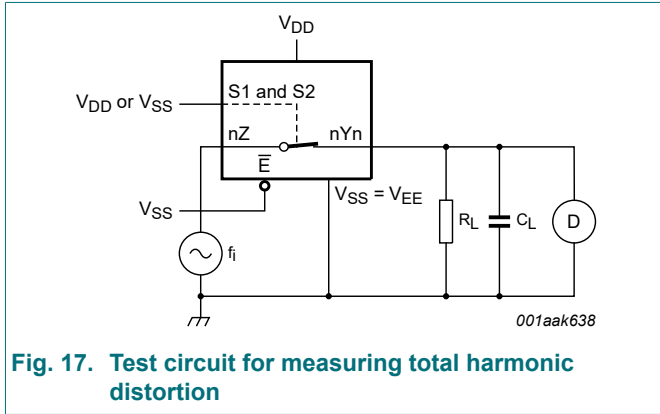 VDD
S1 and S2
VDD or VSS
nZ
nYn
E
VSS = VEE
VSS
RL
CL
D
fi
001aak638
Fig. 17. Test circuit for measuring total harmonic
distortion